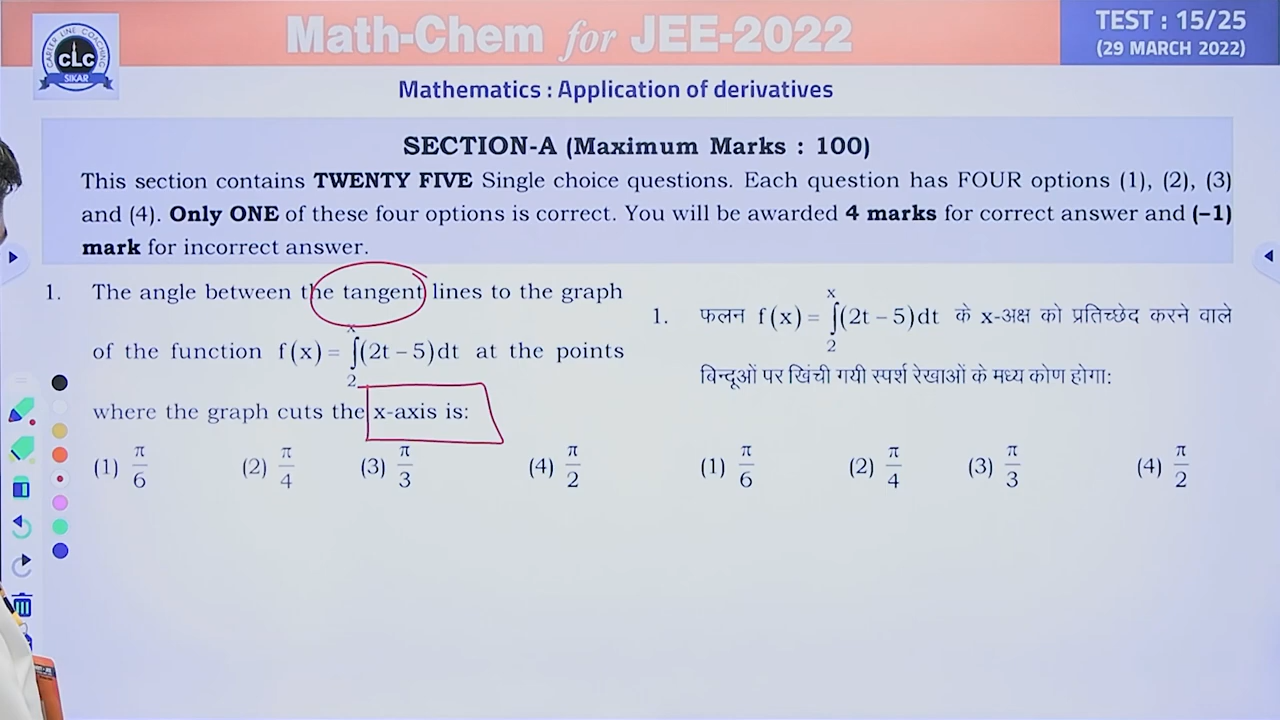 CAREER LINE COACHING
CLC
SIKAR
Math-Chem for JEE-2022
TEST : 15/25
(29 MARCH 2022)
Mathematics : Application of derivatives
SECTION-A (Maximum Marks : 100)
This section contains TWENTY FIVE Single choice questions. Each question has FOUR options (1), (2), (3)
and (4). Only ONE of these four options is correct. You will be awarded 4 marks for correct answer and (–1)
mark for incorrect answer.
1. The angle between the tangent lines to the graph
of the function f(x) = ∫₂ˣ(2t – 5)dt at the points
where the graph cuts the x-axis is:
(1) π/6 (2) π/4 (3) π/3 (4) π/2
1. फलन f(x) = ∫₂ˣ(2t – 5)dt के x-अक्ष को प्रतिच्छेद करने वाले
बिन्दूओं पर खिंची गयी स्पर्श रेखाओं के मध्य कोण होगा:
(1) π/6 (2) π/4 (3) π/3 (4) π/2